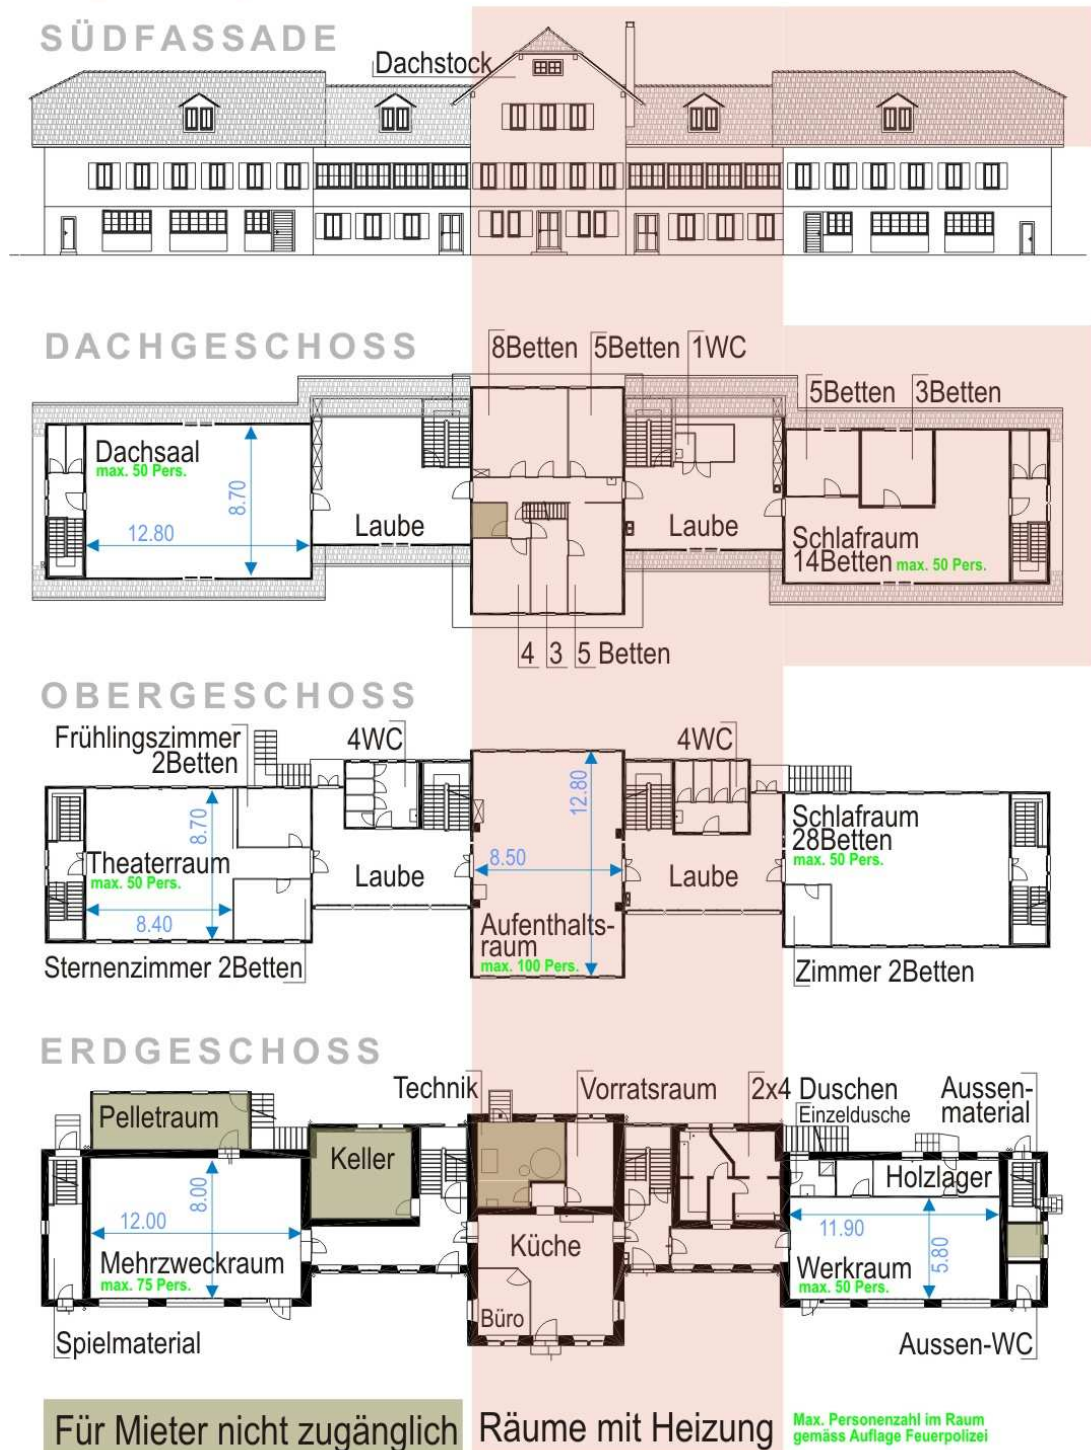 SÜDFASSADE
Dachstock
DACHGESCHOSS
8Betten 5Betten 1WC
5Betten 3Betten
Dachsaal
max. 50 Pers.
8.70
12.80
Laube
Laube
Schlafraum
14Betten max. 50 Pers.
4 3 5 Betten
OBERGESCHOSS
Frühlingszimmer
2Betten
4WC
4WC
8.70
Theaterraum
max. 50 Pers.
8.40
Laube
12.80
8.50
Aufenthalts-
raum
max. 100 Pers.
Laube
Schlafraum
28Betten
max. 50 Pers.
Sternenzimmer 2Betten
Zimmer 2Betten
ERDGESCHOSS
Technik
Vorratsraum
2x4 Duschen
Einzeldusche
Aussen-
material
Pelletraum
Keller
Holzlager
8.00
12.00
Mehrzweckraum
max. 75 Pers.
Küche
Büro
11.90
5.80
Werkraum
max. 50 Pers.
Spielmaterial
Aussen-WC
Für Mieter nicht zugänglich
Räume mit Heizung
Max. Personenzahl im Raum
gemäss Auflage Feuerpolizei